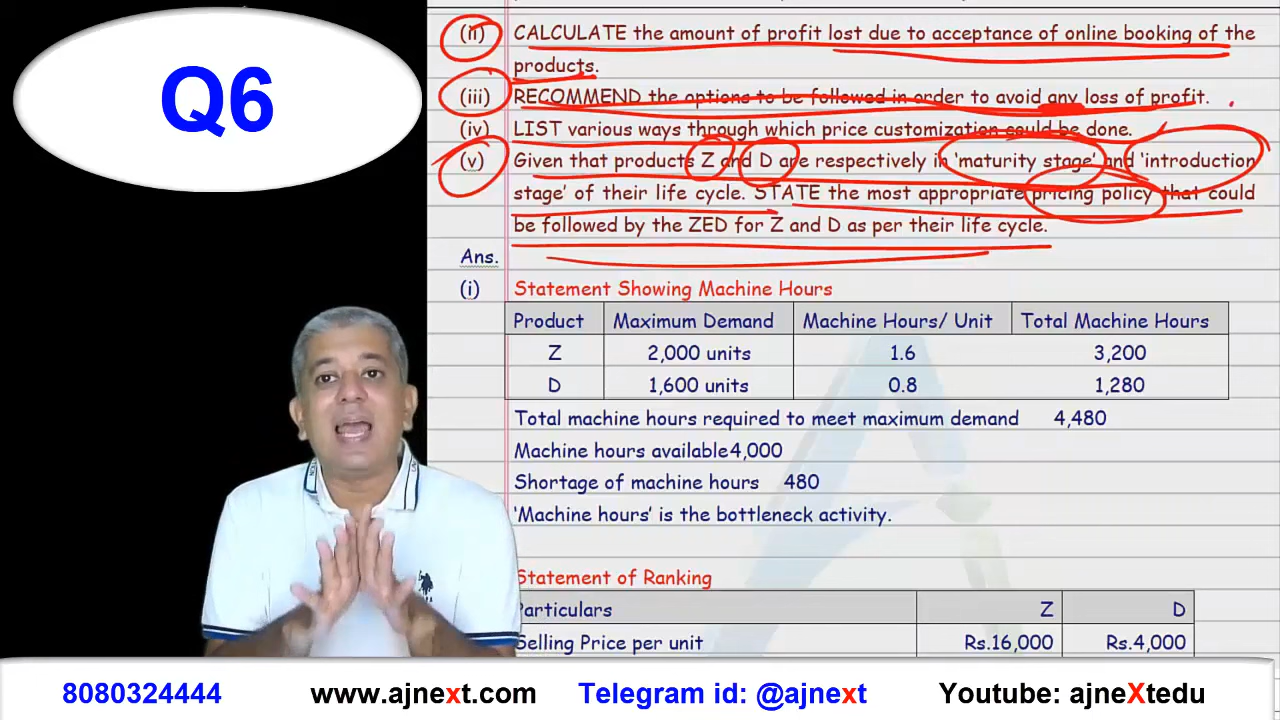 Q6
(ii) CALCULATE the amount of profit lost due to acceptance of online booking of the
products.
(iii) RECOMMEND the options to be followed in order to avoid any loss of profit.
(iv) LIST various ways through which price customization could be done.
(v) Given that products Z and D are respectively in ‘maturity stage’ and ‘introduction
stage’ of their life cycle. STATE the most appropriate pricing policy that could
be followed by the ZED for Z and D as per their life cycle.
Ans.
(i) Statement Showing Machine Hours
Product Maximum Demand Machine Hours/ Unit Total Machine Hours
Z 2,000 units 1.6 3,200
D 1,600 units 0.8 1,280
Total machine hours required to meet maximum demand 4,480
Machine hours available4,000
Shortage of machine hours 480
‘Machine hours’ is the bottleneck activity.
Statement of Ranking
Particulars Z D
Selling Price per unit Rs.16,000 Rs.4,000
8080324444 www.ajnext.com Telegram id: @ajnext Youtube: ajneXtedu